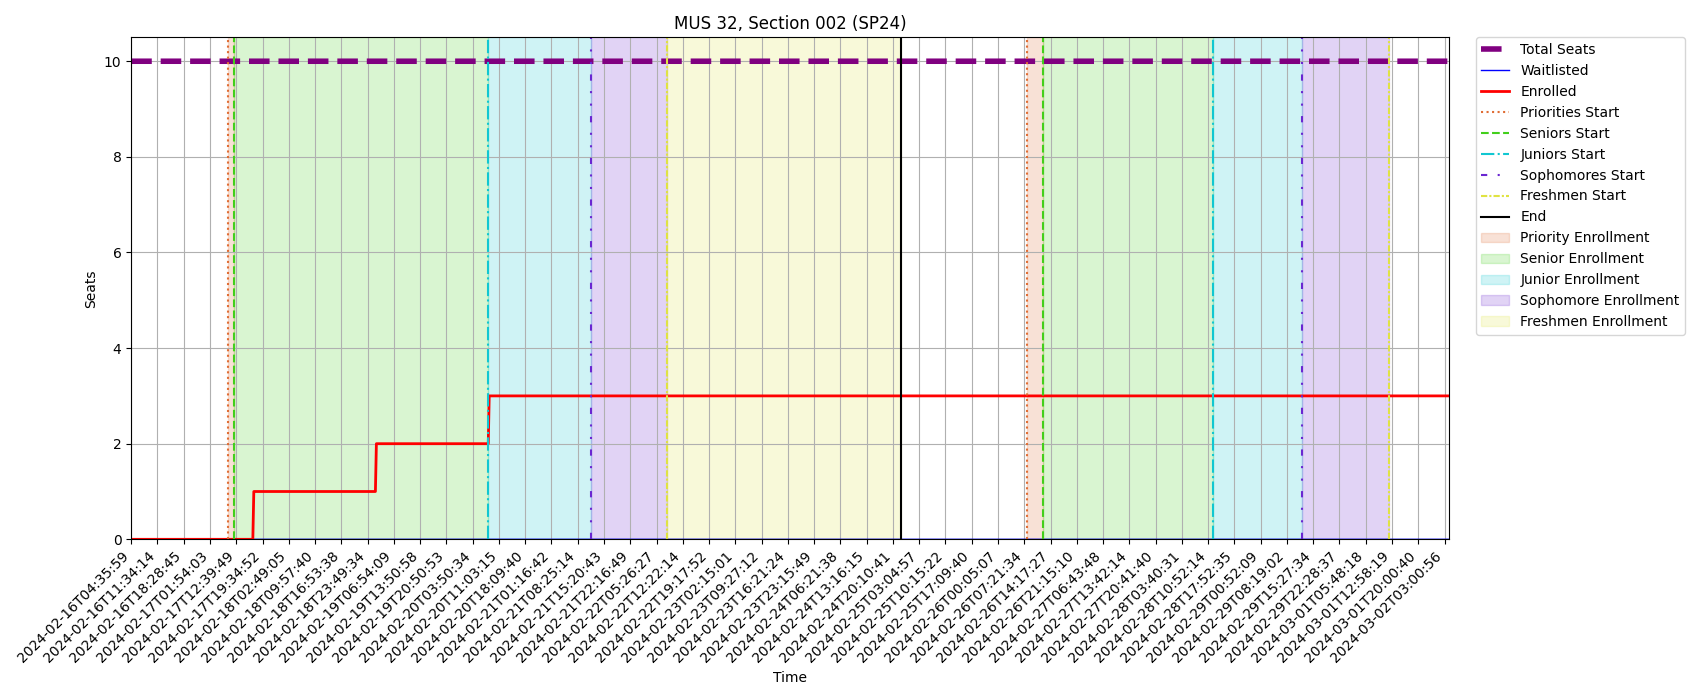 MUS 32, Section 002 (SP24)
Seats
10
8
6
4
2
0
2024-02-16T04:35:59
2024-02-16T11:34:14
2024-02-16T18:28:45
2024-02-17T01:54:03
2024-02-17T12:39:49
2024-02-17T19:34:52
2024-02-18T02:49:05
2024-02-18T09:57:40
2024-02-18T16:53:38
2024-02-18T23:49:34
2024-02-19T06:54:09
2024-02-19T13:50:58
2024-02-19T20:50:53
2024-02-20T03:50:34
2024-02-20T11:03:15
2024-02-20T18:09:40
2024-02-21T01:16:42
2024-02-21T08:25:14
2024-02-21T15:20:43
2024-02-21T22:16:49
2024-02-22T05:26:27
2024-02-22T12:22:14
2024-02-22T19:17:52
2024-02-23T02:15:01
2024-02-23T09:27:12
2024-02-23T16:21:24
2024-02-23T23:15:49
2024-02-24T06:21:38
2024-02-24T13:16:15
2024-02-24T20:10:41
2024-02-25T03:04:57
2024-02-25T10:15:22
2024-02-25T17:09:40
2024-02-26T00:05:07
2024-02-26T07:21:34
2024-02-26T14:17:27
2024-02-26T21:15:10
2024-02-27T06:43:48
2024-02-27T13:42:14
2024-02-27T20:41:40
2024-02-28T03:40:31
2024-02-28T10:52:14
2024-02-28T17:52:35
2024-02-29T00:52:09
2024-02-29T08:19:02
2024-02-29T15:27:34
2024-02-29T22:28:37
2024-03-01T05:48:18
2024-03-01T12:58:19
2024-03-01T20:00:40
2024-03-02T03:00:56
Time
Total Seats
Waitlisted
Enrolled
Priorities Start
Seniors Start
Juniors Start
Sophomores Start
Freshmen Start
End
Priority Enrollment
Senior Enrollment
Junior Enrollment
Sophomore Enrollment
Freshmen Enrollment